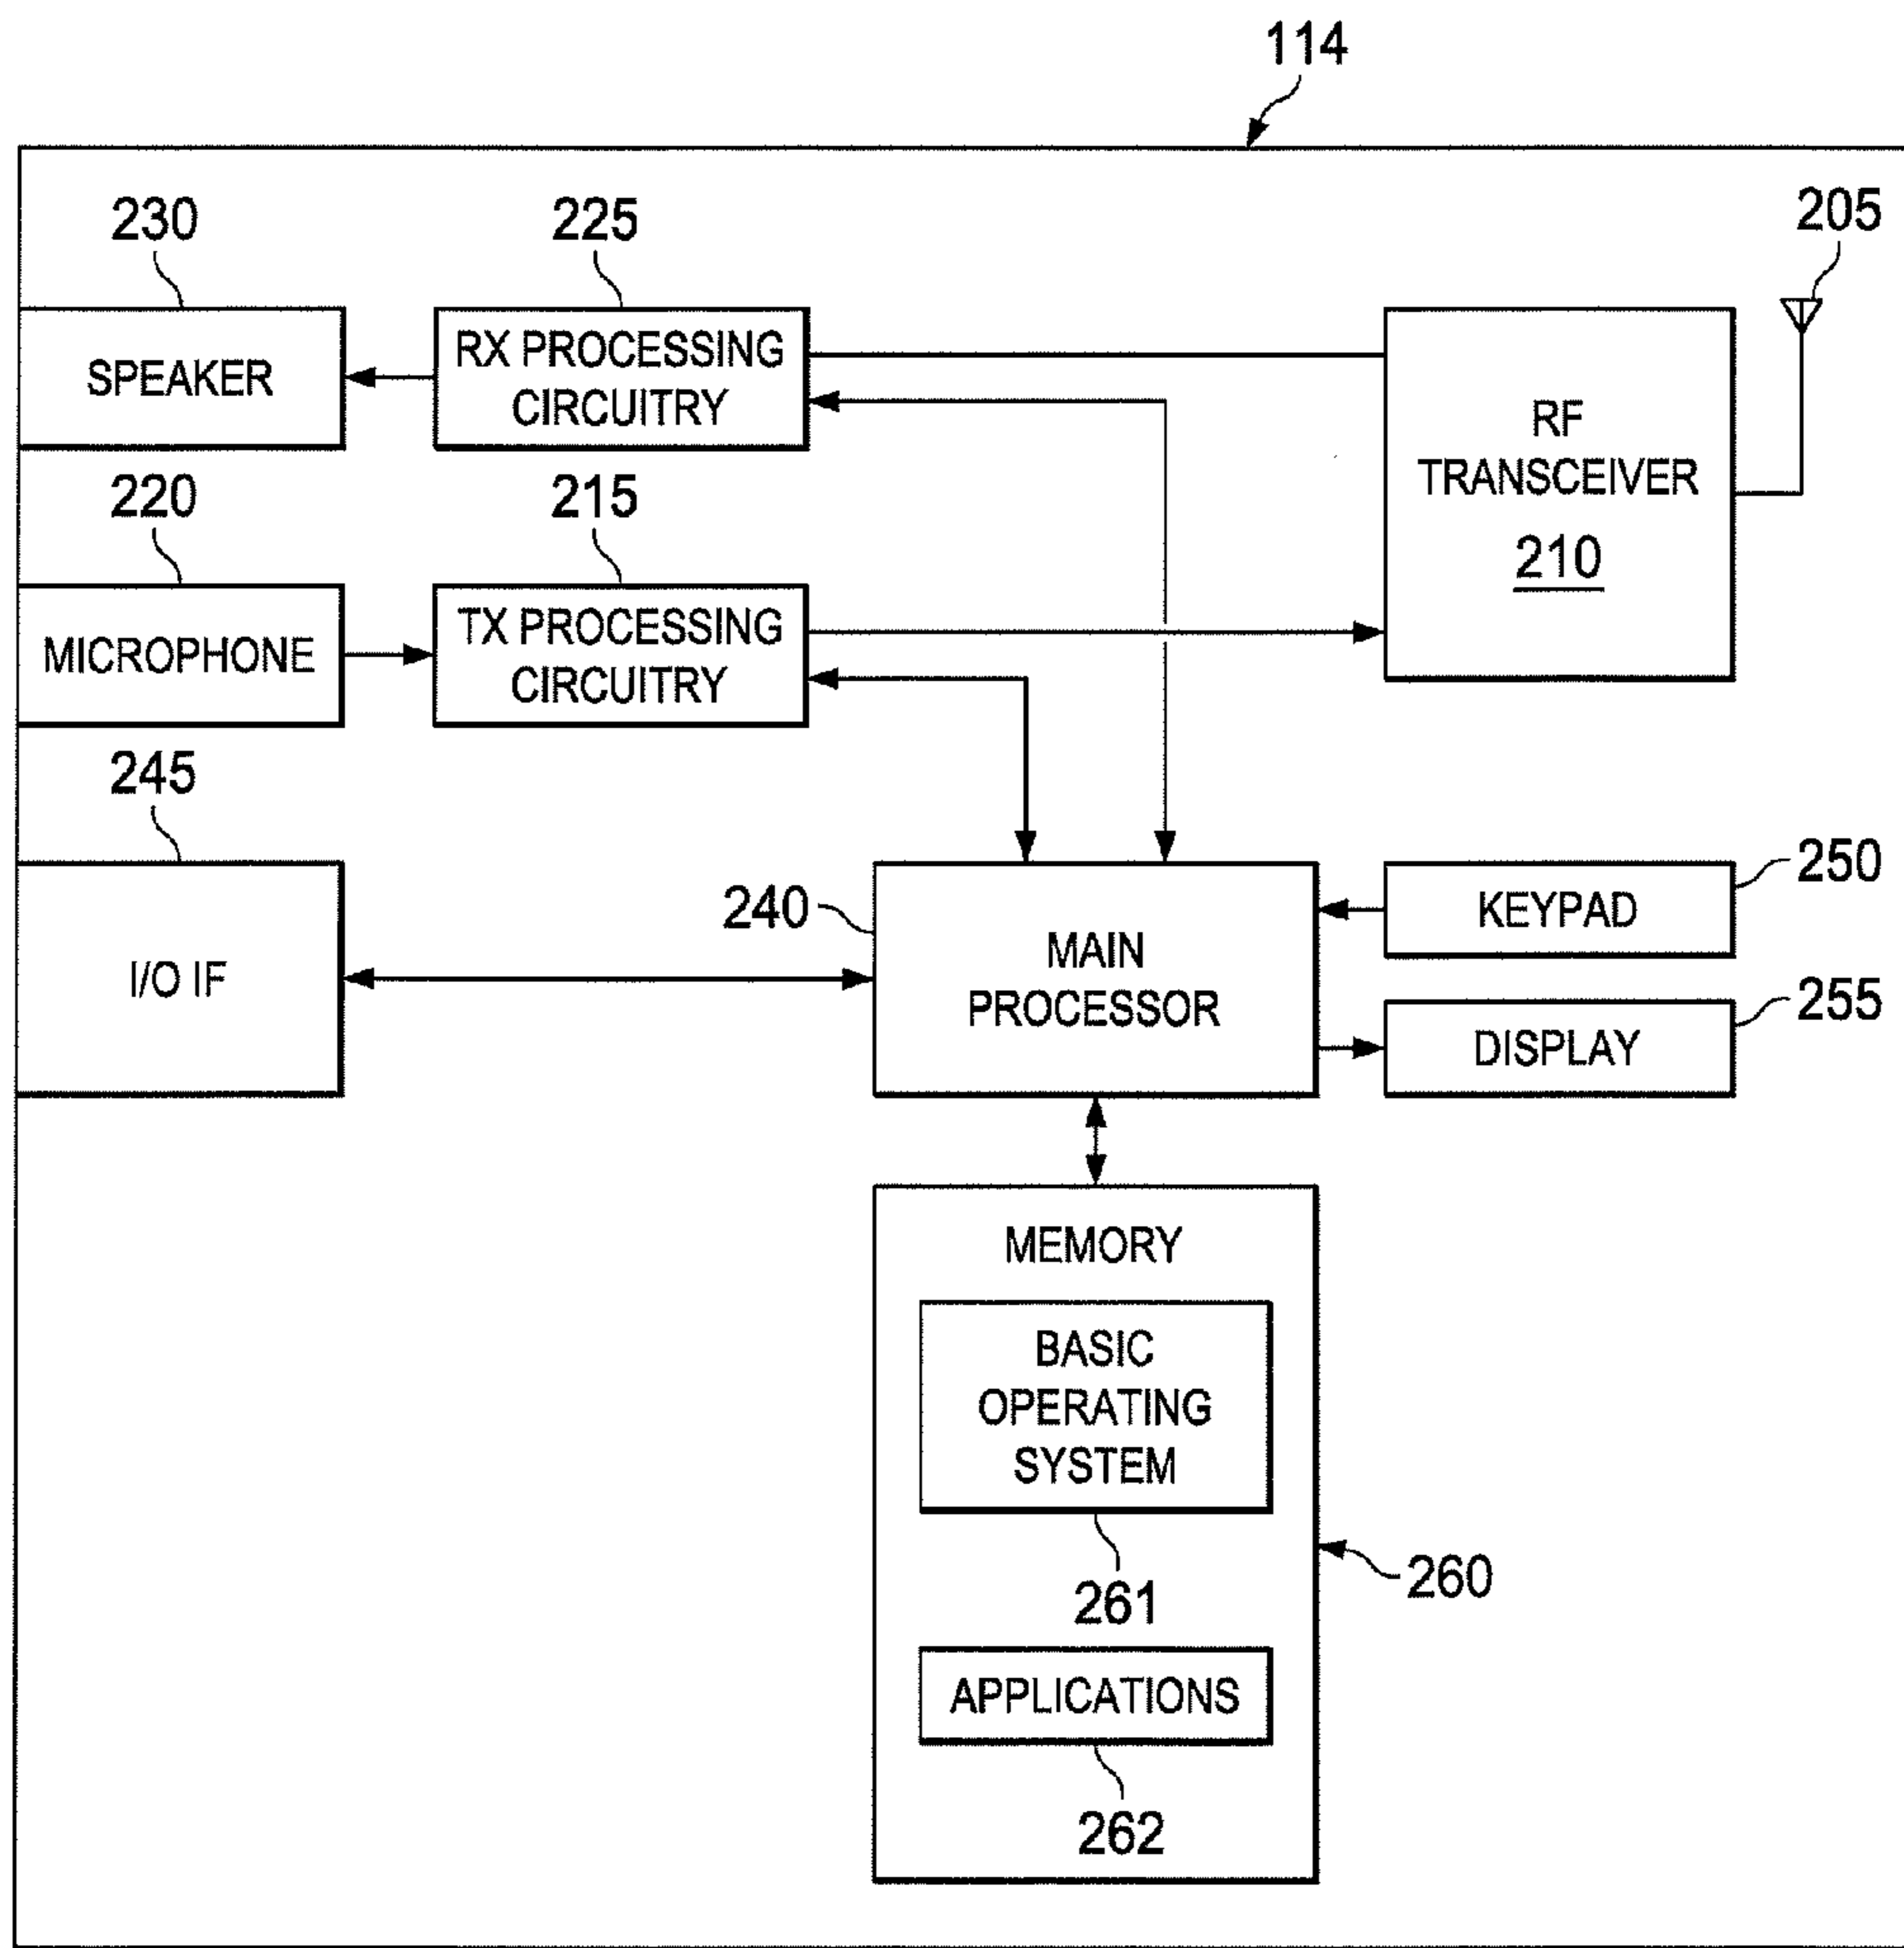 114
230
225
205
SPEAKER
RX PROCESSING
CIRCUITRY
RF
TRANSCEIVER
210
220
215
MICROPHONE
TX PROCESSING
CIRCUITRY
245
I/O IF
240
MAIN
PROCESSOR
KEYPAD
250
DISPLAY
255
MEMORY
BASIC
OPERATING
SYSTEM
261
260
APPLICATIONS
262